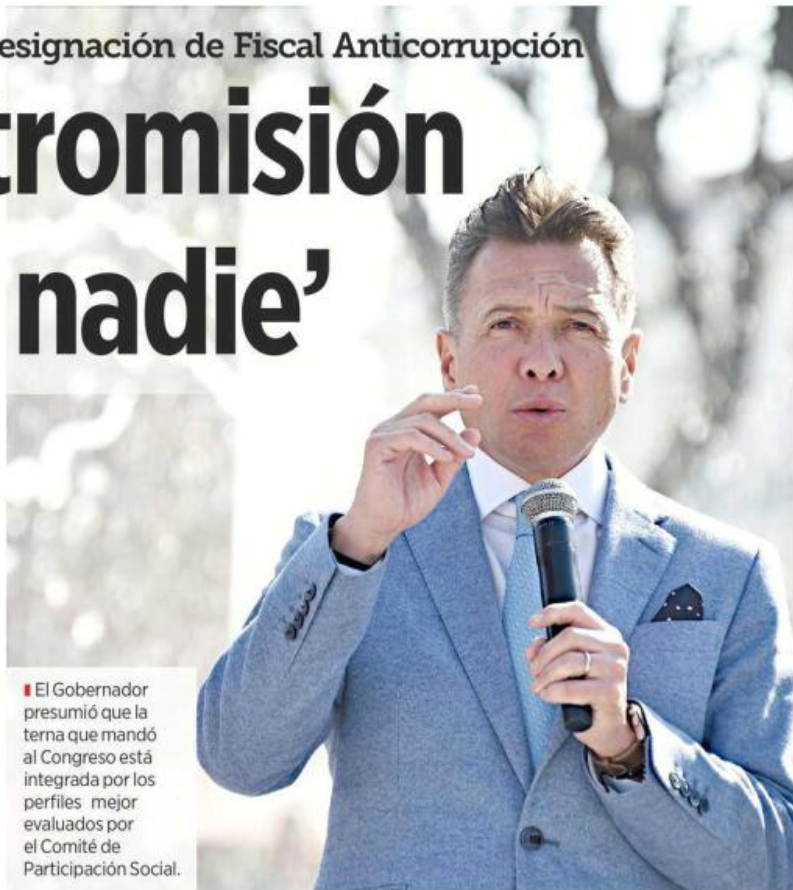 esignación de Fiscal Anticorrupción
tromisión
nadie’
El Gobernador
presumió que la
terna que mandó
al Congreso está
integrada por los
perfiles mejor
evaluados por
el Comité de
Participación Social.